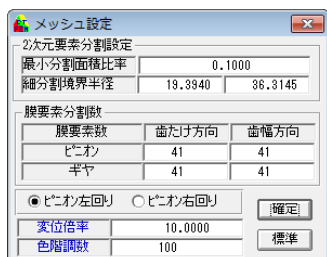 メッシュ設定
2次元要素分割設定
最小分割面積比率 0.1000
細分割境界半径 19.3940 36.3145
膜要素分割数
膜要素数 歯たけ方向 歯幅方向
ピニオン 41 41
ギヤ 41 41
ピニオン左回り ピニオン右回り 確定
変位倍率 10.0000
色階調数 100 標準